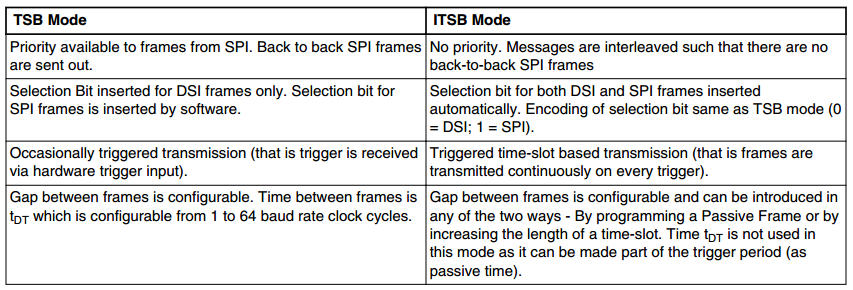 TSB Mode
ITSB Mode
Priority available to frames from SPI. Back to back SPI frames
are sent out.
No priority. Messages are interleaved such that there are no
back-to-back SPI frames
Selection Bit inserted for DSI frames only. Selection bit for
SPI frames is inserted by software.
Selection bit for both DSI and SPI frames inserted
automatically. Encoding of selection bit same as TSB mode (0
= DSI; 1 = SPI).
Occasionally triggered transmission (that is trigger is received
via hardware trigger input).
Triggered time-slot based transmission (that is frames are
transmitted continuously on every trigger).
Gap between frames is configurable. Time between frames is
tDT which is configurable from 1 to 64 baud rate clock cycles.
Gap between frames is configurable and can be introduced in
any of the two ways - By programming a Passive Frame or by
increasing the length of a time-slot. Time tDT is not used in
this mode as it can be made part of the trigger period (as
passive time).